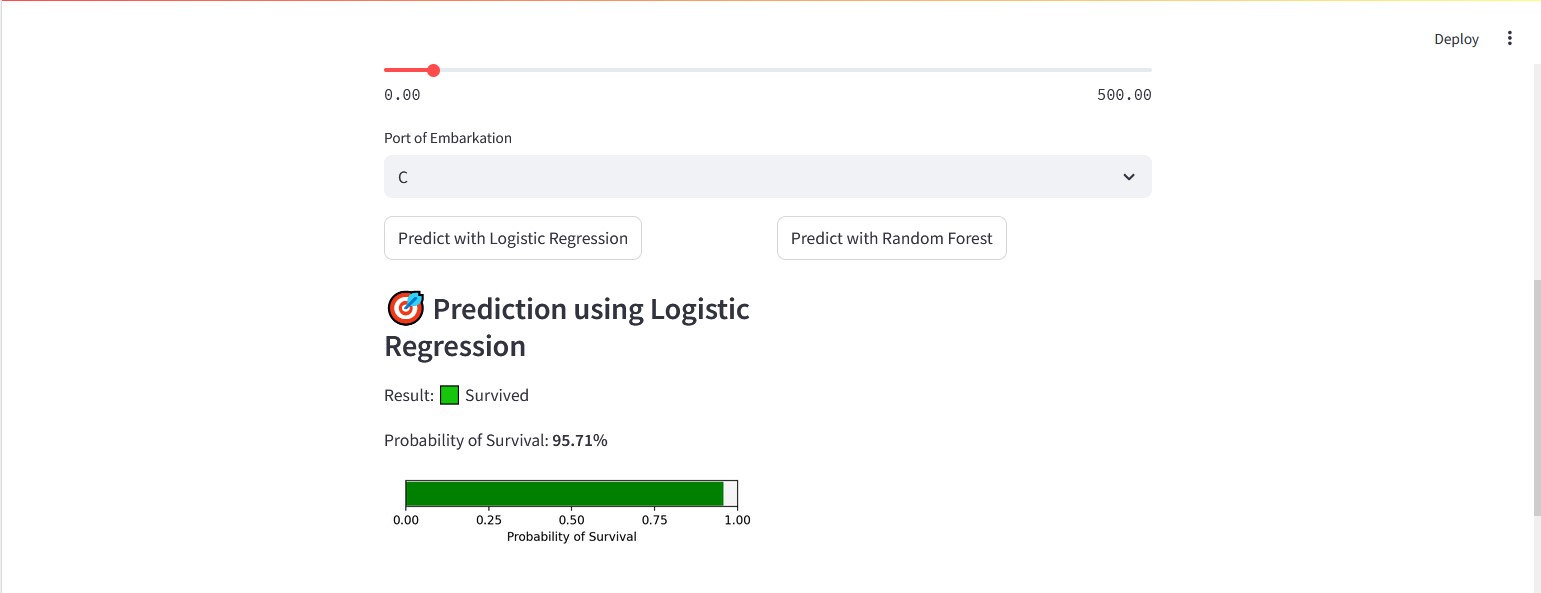 Deploy
0.00 500.00
Port of Embarkation
C
Predict with Logistic Regression Predict with Random Forest
Prediction using Logistic
Regression
Result: Survived
Probability of Survival: 95.71%
0.00 0.25 0.50 0.75 1.00
Probability of Survival